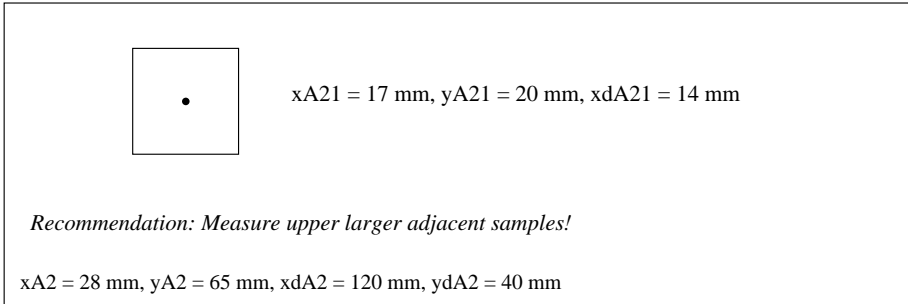 xA21 = 17 mm, yA21 = 20 mm, xdA21 = 14 mm
Recommendation: Measure upper larger adjacent samples!
xA2 = 28 mm, yA2 = 65 mm, xdA2 = 120 mm, ydA2 = 40 mm